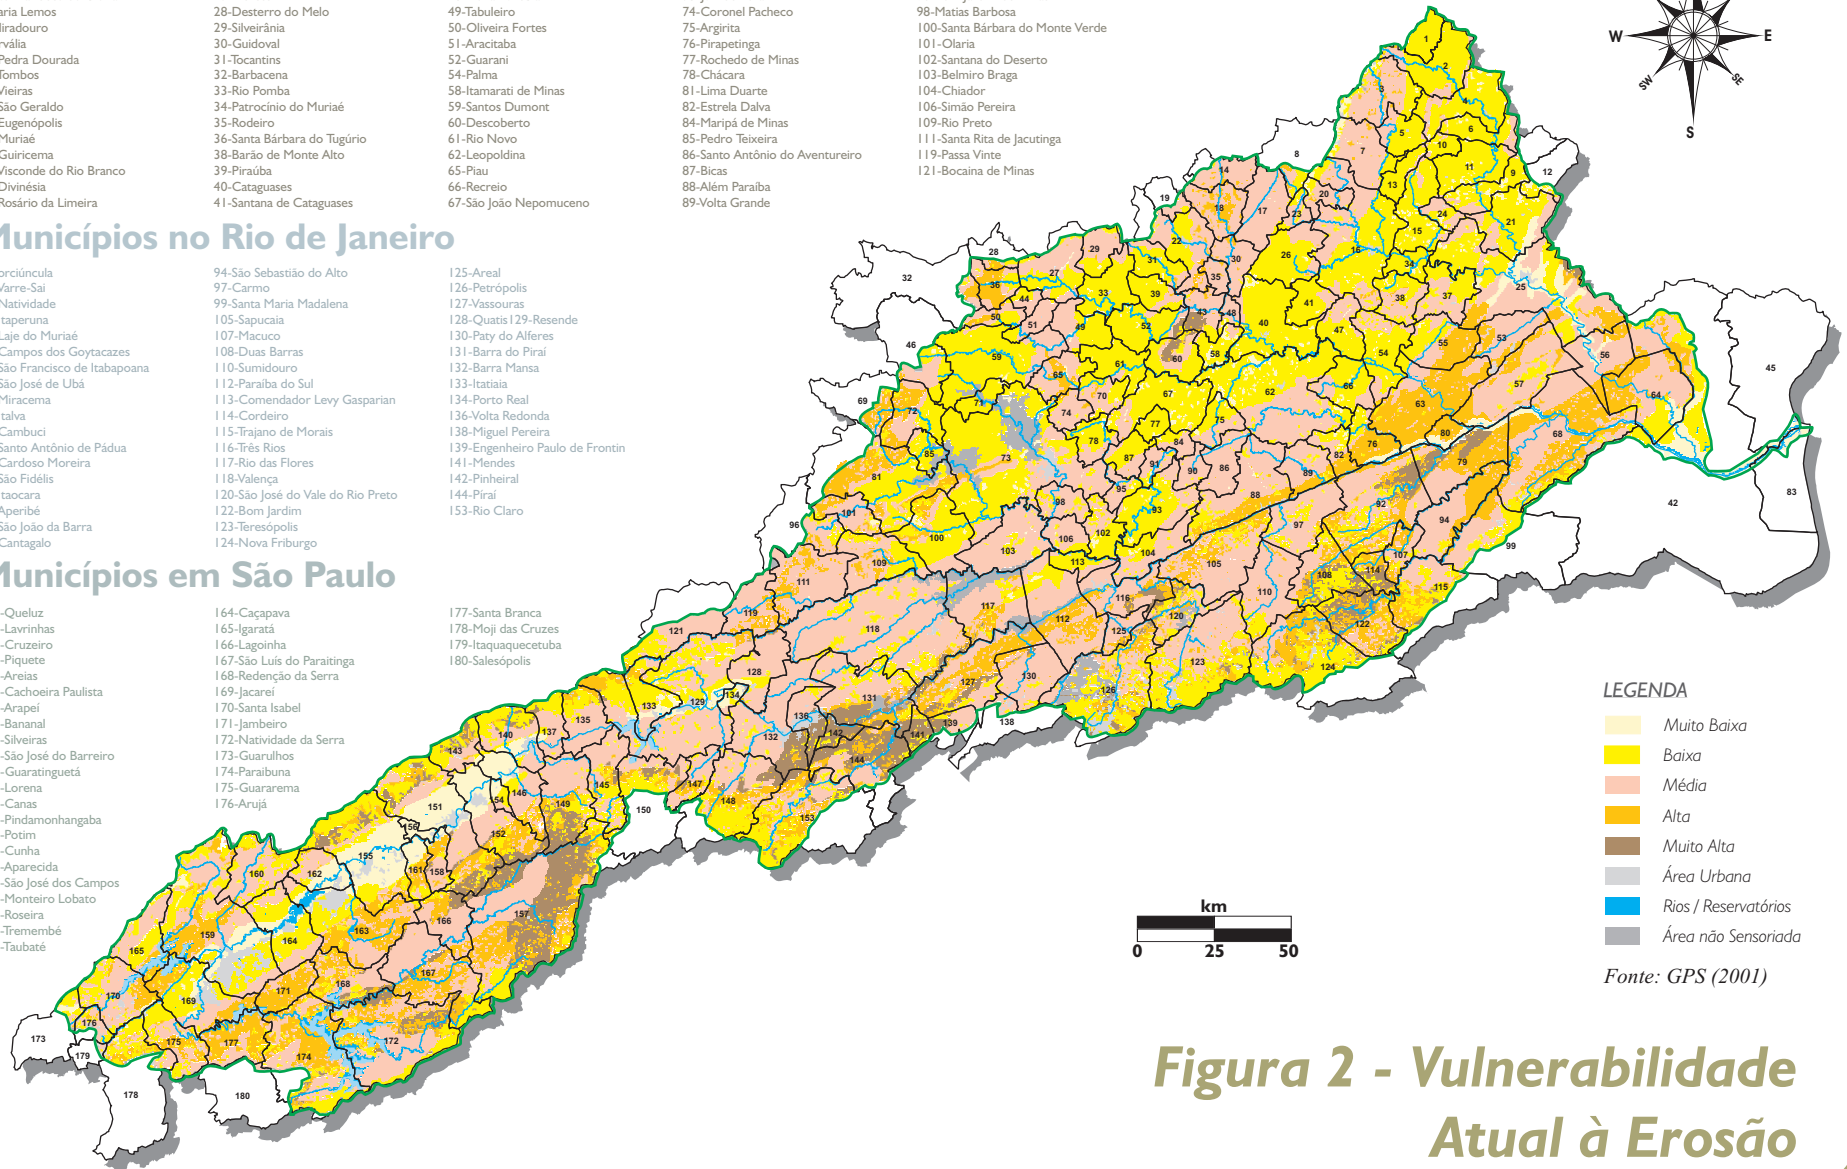 aria Lemos
iradouro
rvália
Pedra Dourada
Tombos
Vieiras
São Geraldo
Eugenópolis
Muriaé
Guiricema
Visconde do Rio Branco
Divinésia
Rosário da Limeira
28-Desterro do Melo
29-Silveirânia
30-Guidoval
31-Tocantins
32-Barbacena
33-Rio Pomba
34-Patrocínio do Muriaé
35-Rodeiro
36-Santa Bárbara do Tugúrio
38-Barão de Monte Alto
39-Piraúba
40-Cataguases
41-Santana de Cataguases
49-Tabuleiro
50-Oliveira Fortes
51-Aracitaba
52-Guarani
54-Palma
58-Itamarati de Minas
59-Santos Dumont
60-Descoberto
61-Rio Novo
62-Leopoldina
65-Piau
66-Recreio
67-São João Nepomuceno
74-Coronel Pacheco
75-Argirita
76-Pirapetinga
77-Rochedo de Minas
78-Chácara
81-Lima Duarte
82-Estrela Dalva
84-Maripá de Minas
85-Pedro Teixeira
86-Santo Antônio do Aventureiro
87-Bicas
88-Além Paraíba
89-Volta Grande
98-Matias Barbosa
100-Santa Bárbara do Monte Verde
101-Olaria
102-Santana do Deserto
103-Belmiro Braga
104-Chiador
106-Simão Pereira
109-Rio Preto
111-Santa Rita de Jacutinga
119-Passa Vinte
121-Bocaina de Minas
Municípios no Rio de Janeiro
orciúncula
Varre-Sai
Natividade
taperuna
Laje do Muriaé
Campos dos Goytacazes
São Francisco de Itabapoana
São José de Ubá
Miracema
talva
Cambuci
Santo Antônio de Pádua
Cardoso Moreira
São Fidélis
taocara
Aperibé
São João da Barra
Cantagalo
94-São Sebastião do Alto
97-Carmo
99-Santa Maria Madalena
105-Sapucaia
107-Macuco
108-Duas Barras
110-Sumidouro
112-Paraíba do Sul
113-Comendador Levy Gasparian
114-Cordeiro
115-Trajano de Morais
116-Três Rios
117-Rio das Flores
118-Valença
120-São José do Vale do Rio Preto
122-Bom Jardim
123-Teresópolis
124-Nova Friburgo
125-Areal
126-Petrópolis
127-Vassouras
128-Quatis129-Resende
130-Paty do Alferes
131-Barra do Piraí
132-Barra Mansa
133-Itatiaia
134-Porto Real
136-Volta Redonda
138-Miguel Pereira
139-Engenheiro Paulo de Frontin
141-Mendes
142-Pinheiral
144-Piraí
153-Rio Claro
Municípios em São Paulo
-Queluz
-Lavrinhas
-Cruzeiro
-Piquete
-Areias
-Cachoeira Paulista
-Arapeí
-Bananal
-Silveiras
-São José do Barreiro
-Guaratinguetá
-Lorena
-Canas
-Pindamonhangaba
-Potim
-Cunha
-Aparecida
-São José dos Campos
-Monteiro Lobato
-Roseira
-Tremembé
-Taubaté
164-Caçapava
165-Igaratá
166-Lagoinha
167-São Luís do Paraitinga
168-Redenção da Serra
169-Jacareí
170-Santa Isabel
171-Jambeiro
172-Natividade da Serra
173-Guarulhos
174-Paraibuna
175-Guararema
176-Arujá
177-Santa Branca
178-Moji das Cruzes
179-Itaquaquecetuba
180-Salesópolis
W
E
SW
SE
S
LEGENDA
Muito Baixa
Baixa
Média
Alta
Muito Alta
Área Urbana
Rios / Reservatórios
Área não Sensoriada
Fonte: GPS (2001)
km
0 25 50
Figura 2 - Vulnerabilidade
Atual à Erosão